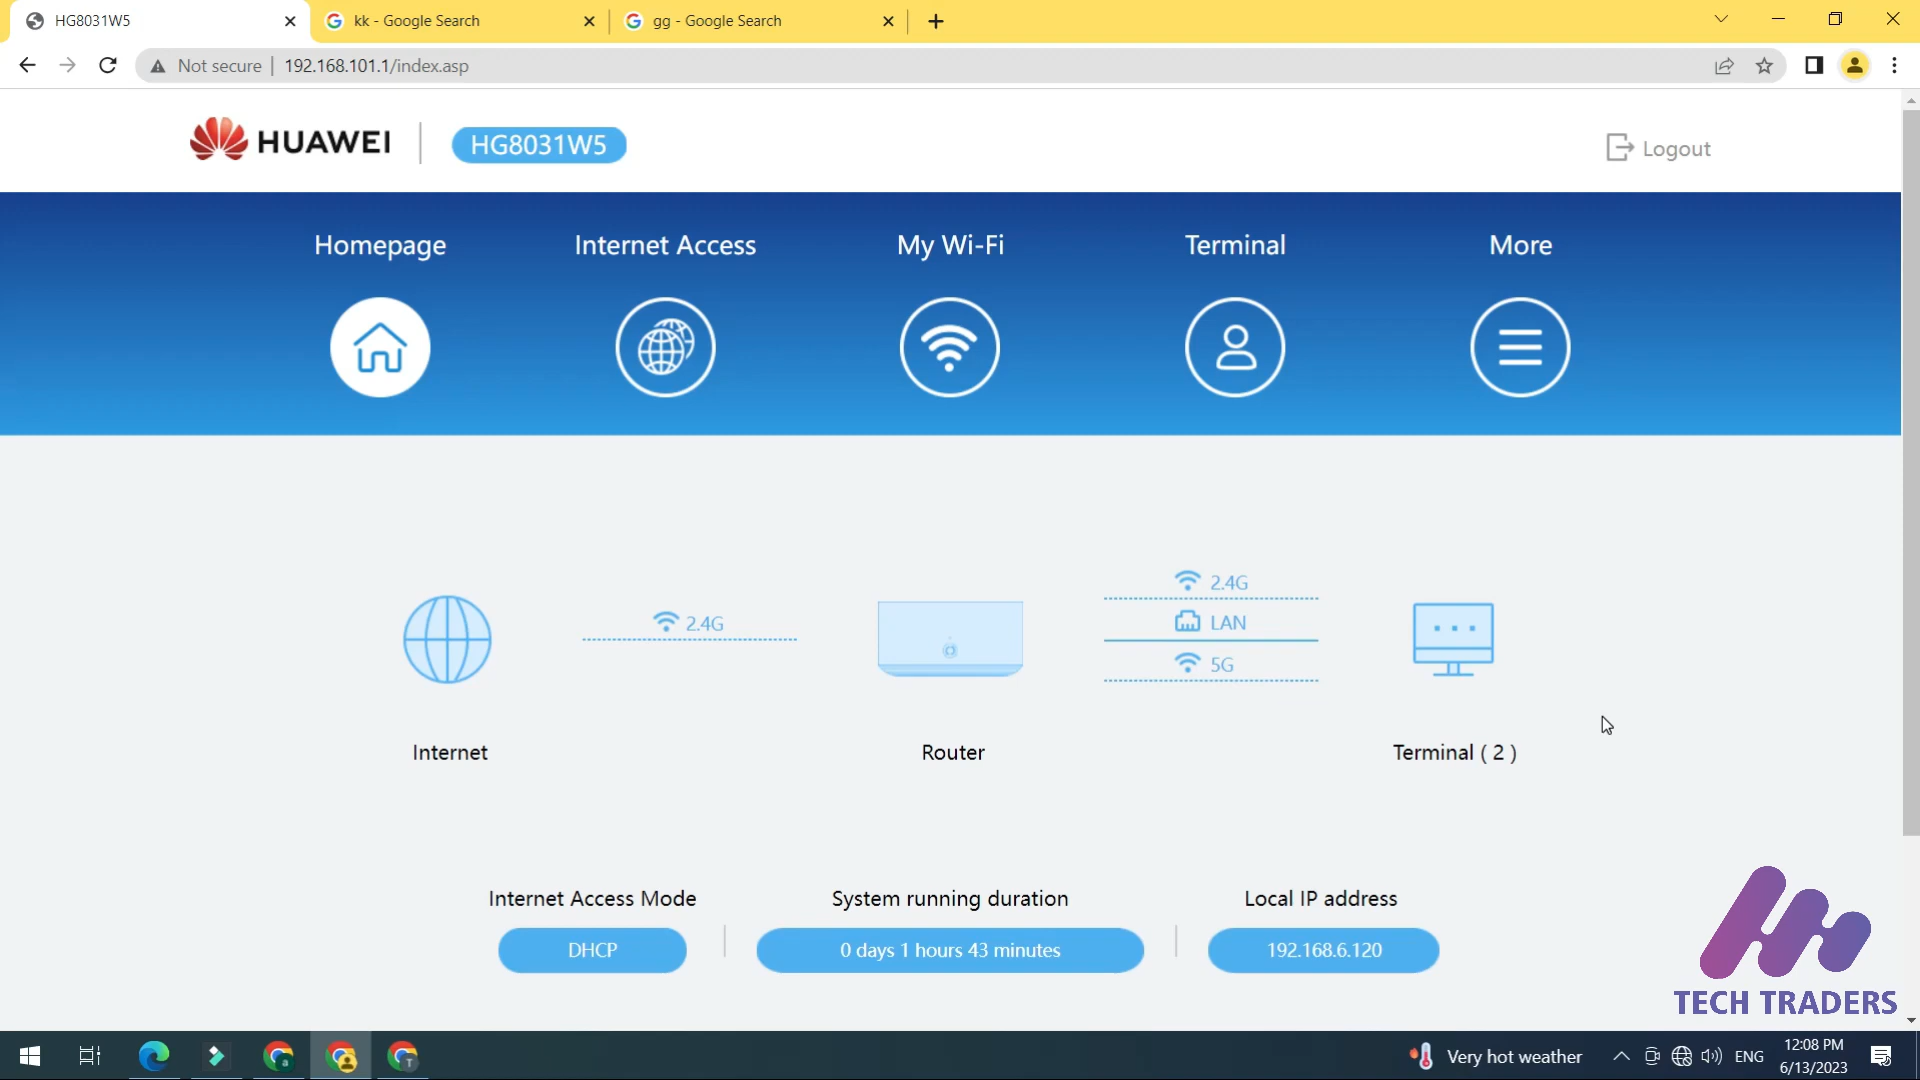 HG8031W5
kk - Google Search
gg - Google Search
Not secure
192.168.101.1/index.asp
HUAWEI
HG8031W5
Logout
Homepage
Internet Access
My Wi-Fi
Terminal
More
2.4G
2.4G
LAN
5G
Internet
Router
Terminal ( 2 )
Internet Access Mode
System running duration
Local IP address
DHCP
0 days 1 hours 43 minutes
192.168.6.120
TECH TRADERS
Very hot weather
ENG
12:08 PM
6/13/2023